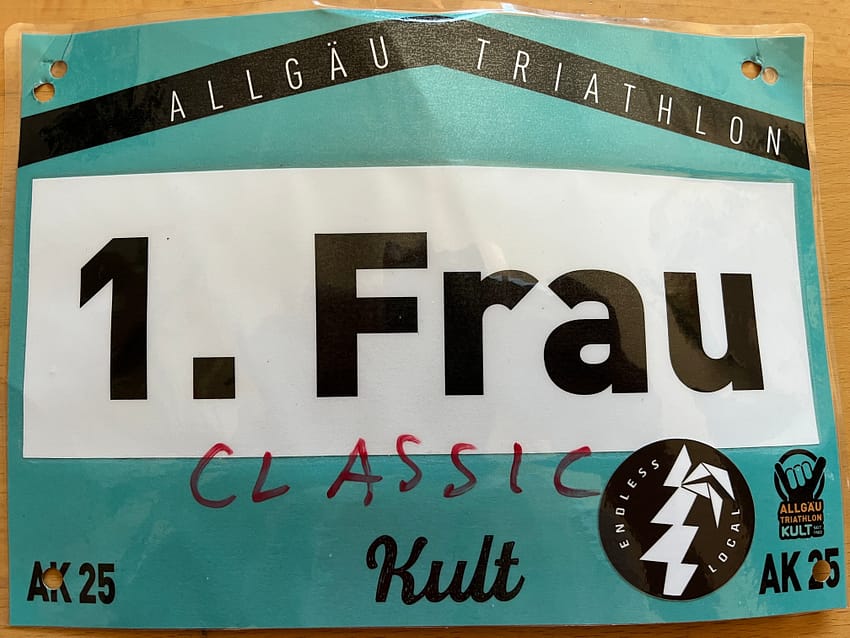 ALLGÄU TRIATHLON
1. Frau
CLASSIC
ENDLESS LOCAL
ALLGÄU
TRIATHLON
KULT
Kult
AK 25
AK 25